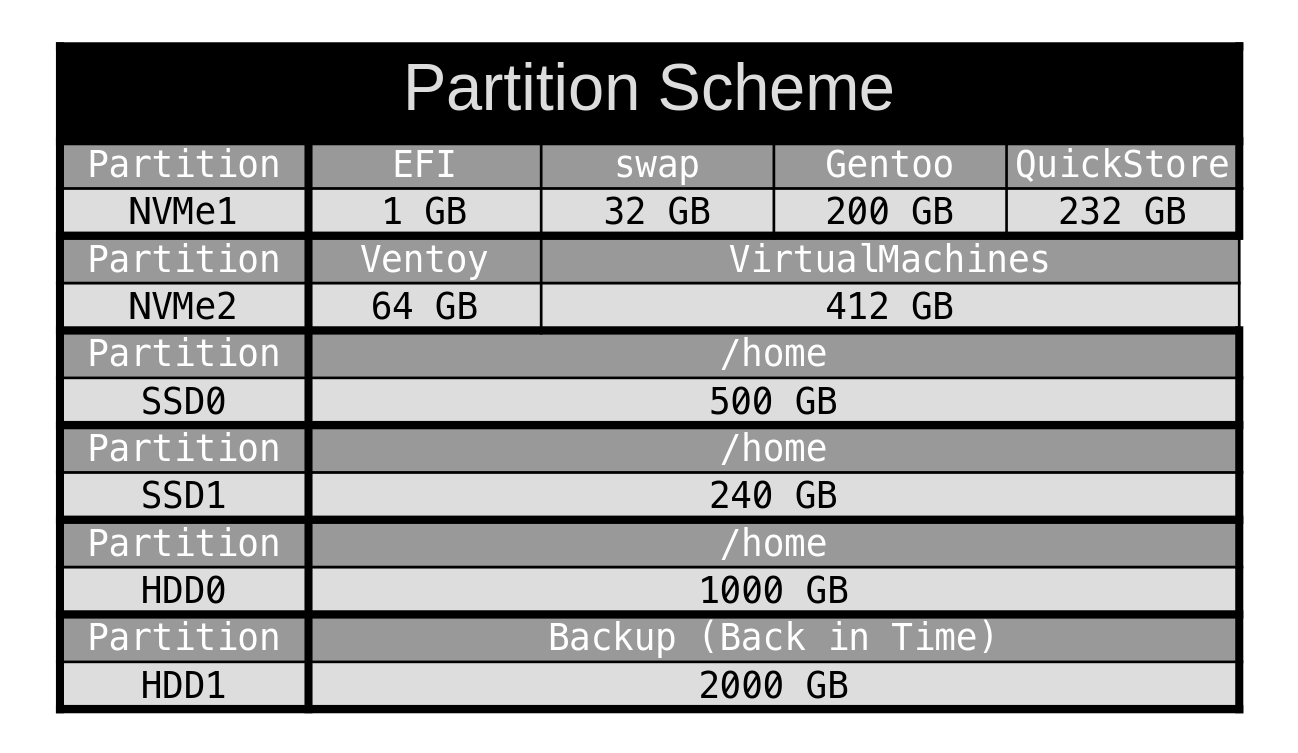 Partition Scheme
Partition EFI swap Gentoo QuickStore
NVMe1 1 GB 32 GB 200 GB 232 GB
Partition Ventoy VirtualMachines
NVMe2 64 GB 412 GB
Partition /home
SSD0 500 GB
Partition /home
SSD1 240 GB
Partition /home
HDD0 1000 GB
Partition Backup (Back in Time)
HDD1 2000 GB